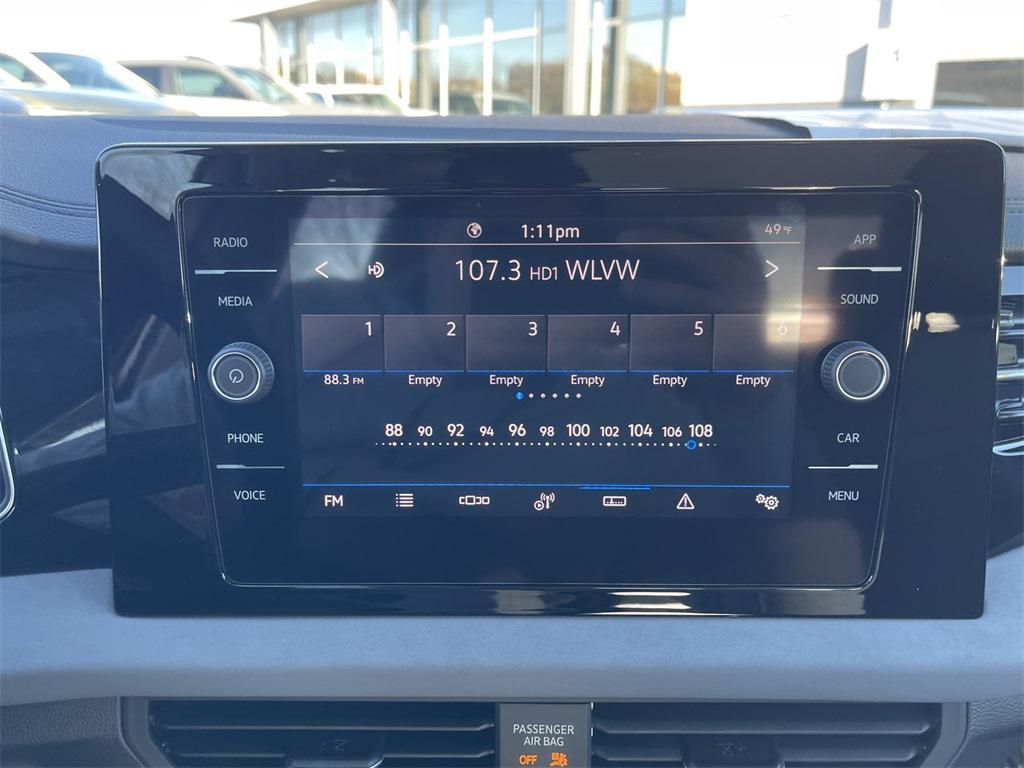 1:11pm
49°F
RADIO
APP
HD
107.3 HD1 WLVW
MEDIA
SOUND
1 2 3 4 5 6
88.3 FM Empty Empty Empty Empty Empty
88 90 92 94 96 98 100 102 104 106 108
PHONE
CAR
VOICE
FM
MENU
PASSENGER
AIR BAG
OFF